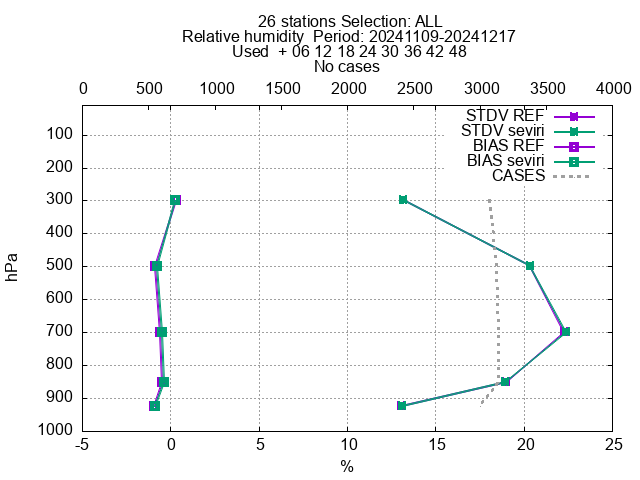 26 stations Selection: ALL
Relative humidity  Period: 20241109-20241217
Used  + 06 12 18 24 30 36 42 48
No cases
0 500 1000 1500 2000 2500 3000 3500 4000
STDV REF
STDV seviri
BIAS REF
BIAS seviri
CASES
100
200
300
400
500
600
700
800
900
1000
hPa
-5 0 5 10 15 20 25
%